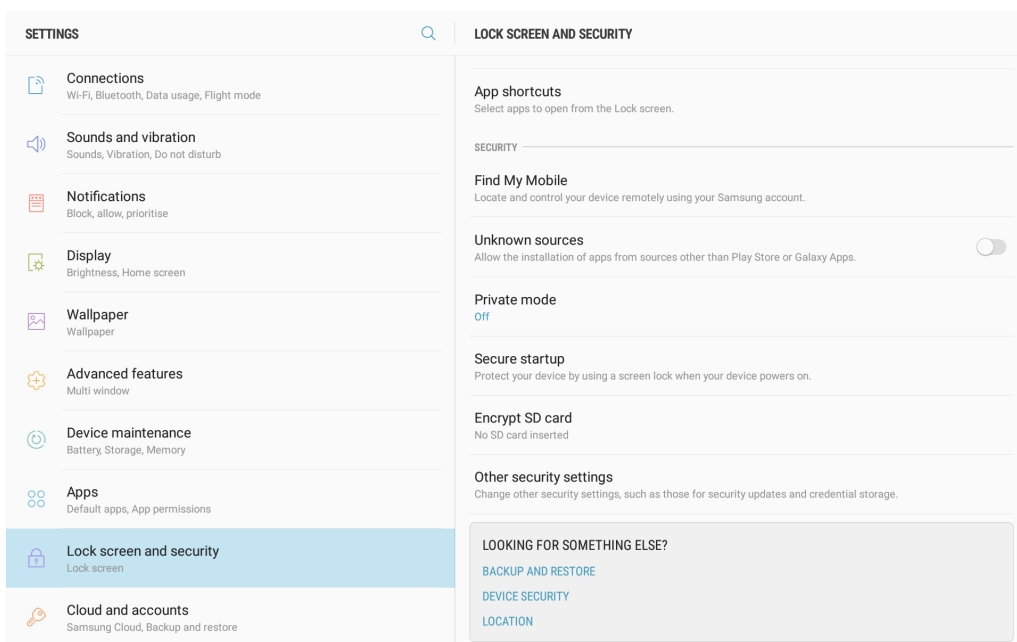 SETTINGS
Connections
Wi-Fi, Bluetooth, Data usage, Flight mode
Sounds and vibration
Sounds, Vibration, Do not disturb
Notifications
Block, allow, prioritise
Display
Brightness, Home screen
Wallpaper
Wallpaper
Advanced features
Multi window
Device maintenance
Battery, Storage, Memory
Apps
Default apps, App permissions
Lock screen and security
Lock screen
Cloud and accounts
Samsung Cloud, Backup and restore
LOCK SCREEN AND SECURITY
App shortcuts
Select apps to open from the Lock screen.
SECURITY
Find My Mobile
Locate and control your device remotely using your Samsung account.
Unknown sources
Allow the installation of apps from sources other than Play Store or Galaxy Apps.
Private mode
Off
Secure startup
Protect your device by using a screen lock when your device powers on.
Encrypt SD card
No SD card inserted
Other security settings
Change other security settings, such as those for security updates and credential storage.
LOOKING FOR SOMETHING ELSE?
BACKUP AND RESTORE
DEVICE SECURITY
LOCATION